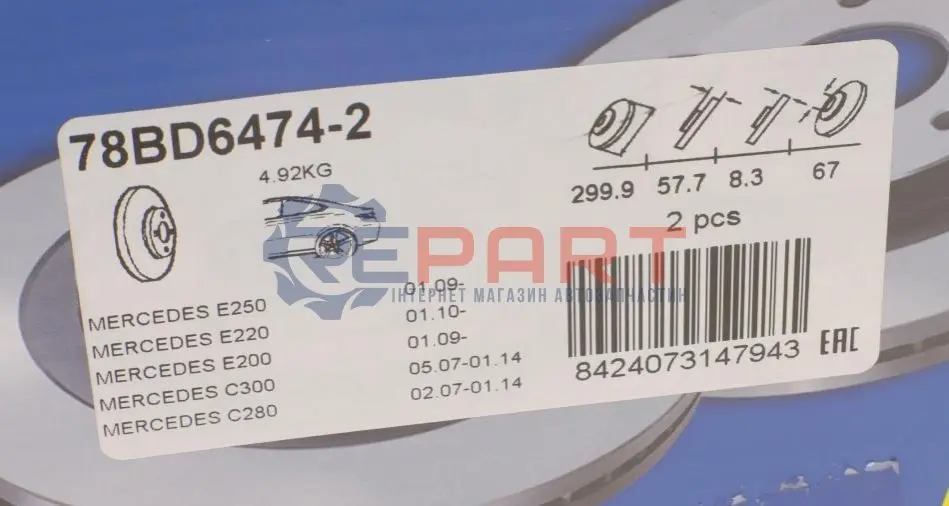 78BD6474-2
4.92KG
299.9 57.7 8.3 67
2 pcs
MERCEDES E250 01.09-
MERCEDES E220 01.10-
MERCEDES E200 01.09-
MERCEDES C300 05.07-01.14
MERCEDES C280 02.07-01.14
8424073147943
EAC
EPART
ІНТЕРНЕТ МАГАЗИН АВТОЗАПЧАСТИН